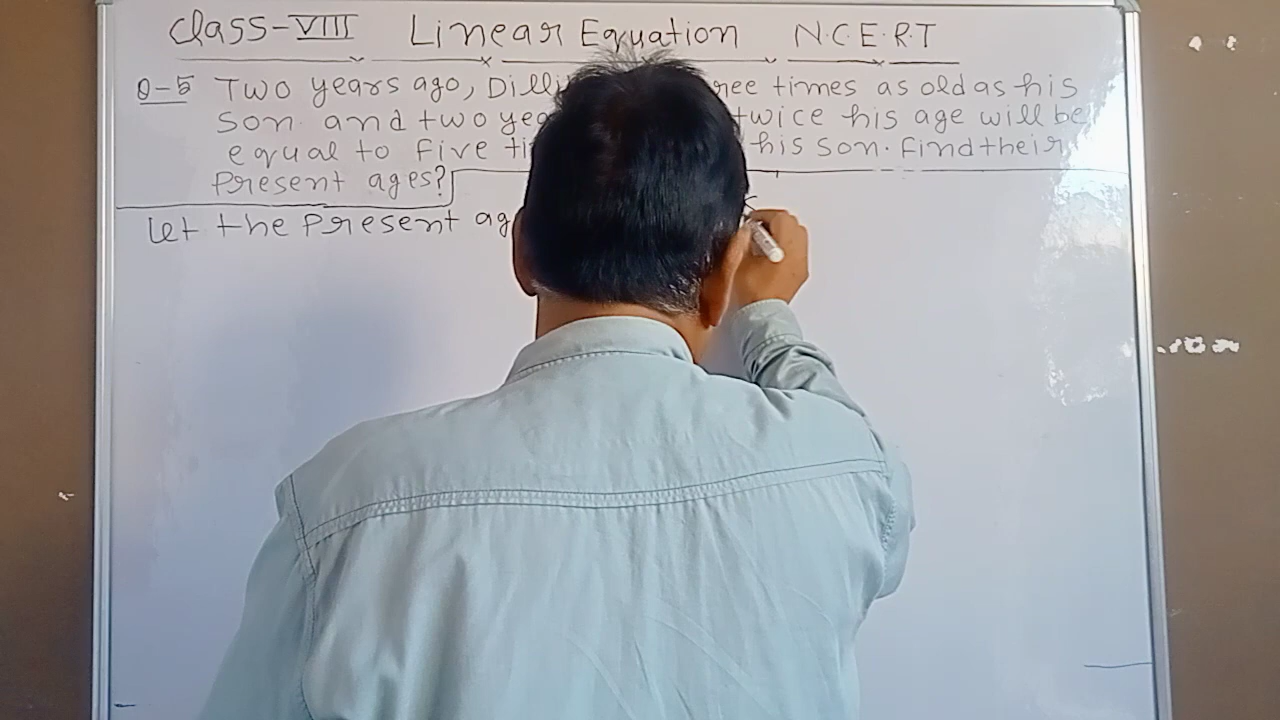 Class-VIII Linear Equation N.C.E.R.T
Q-5 Two years ago, Dilli times as old as his
Son. and two twice his age will be
equal to five his Son. Find their
Present ages?
Let the Present